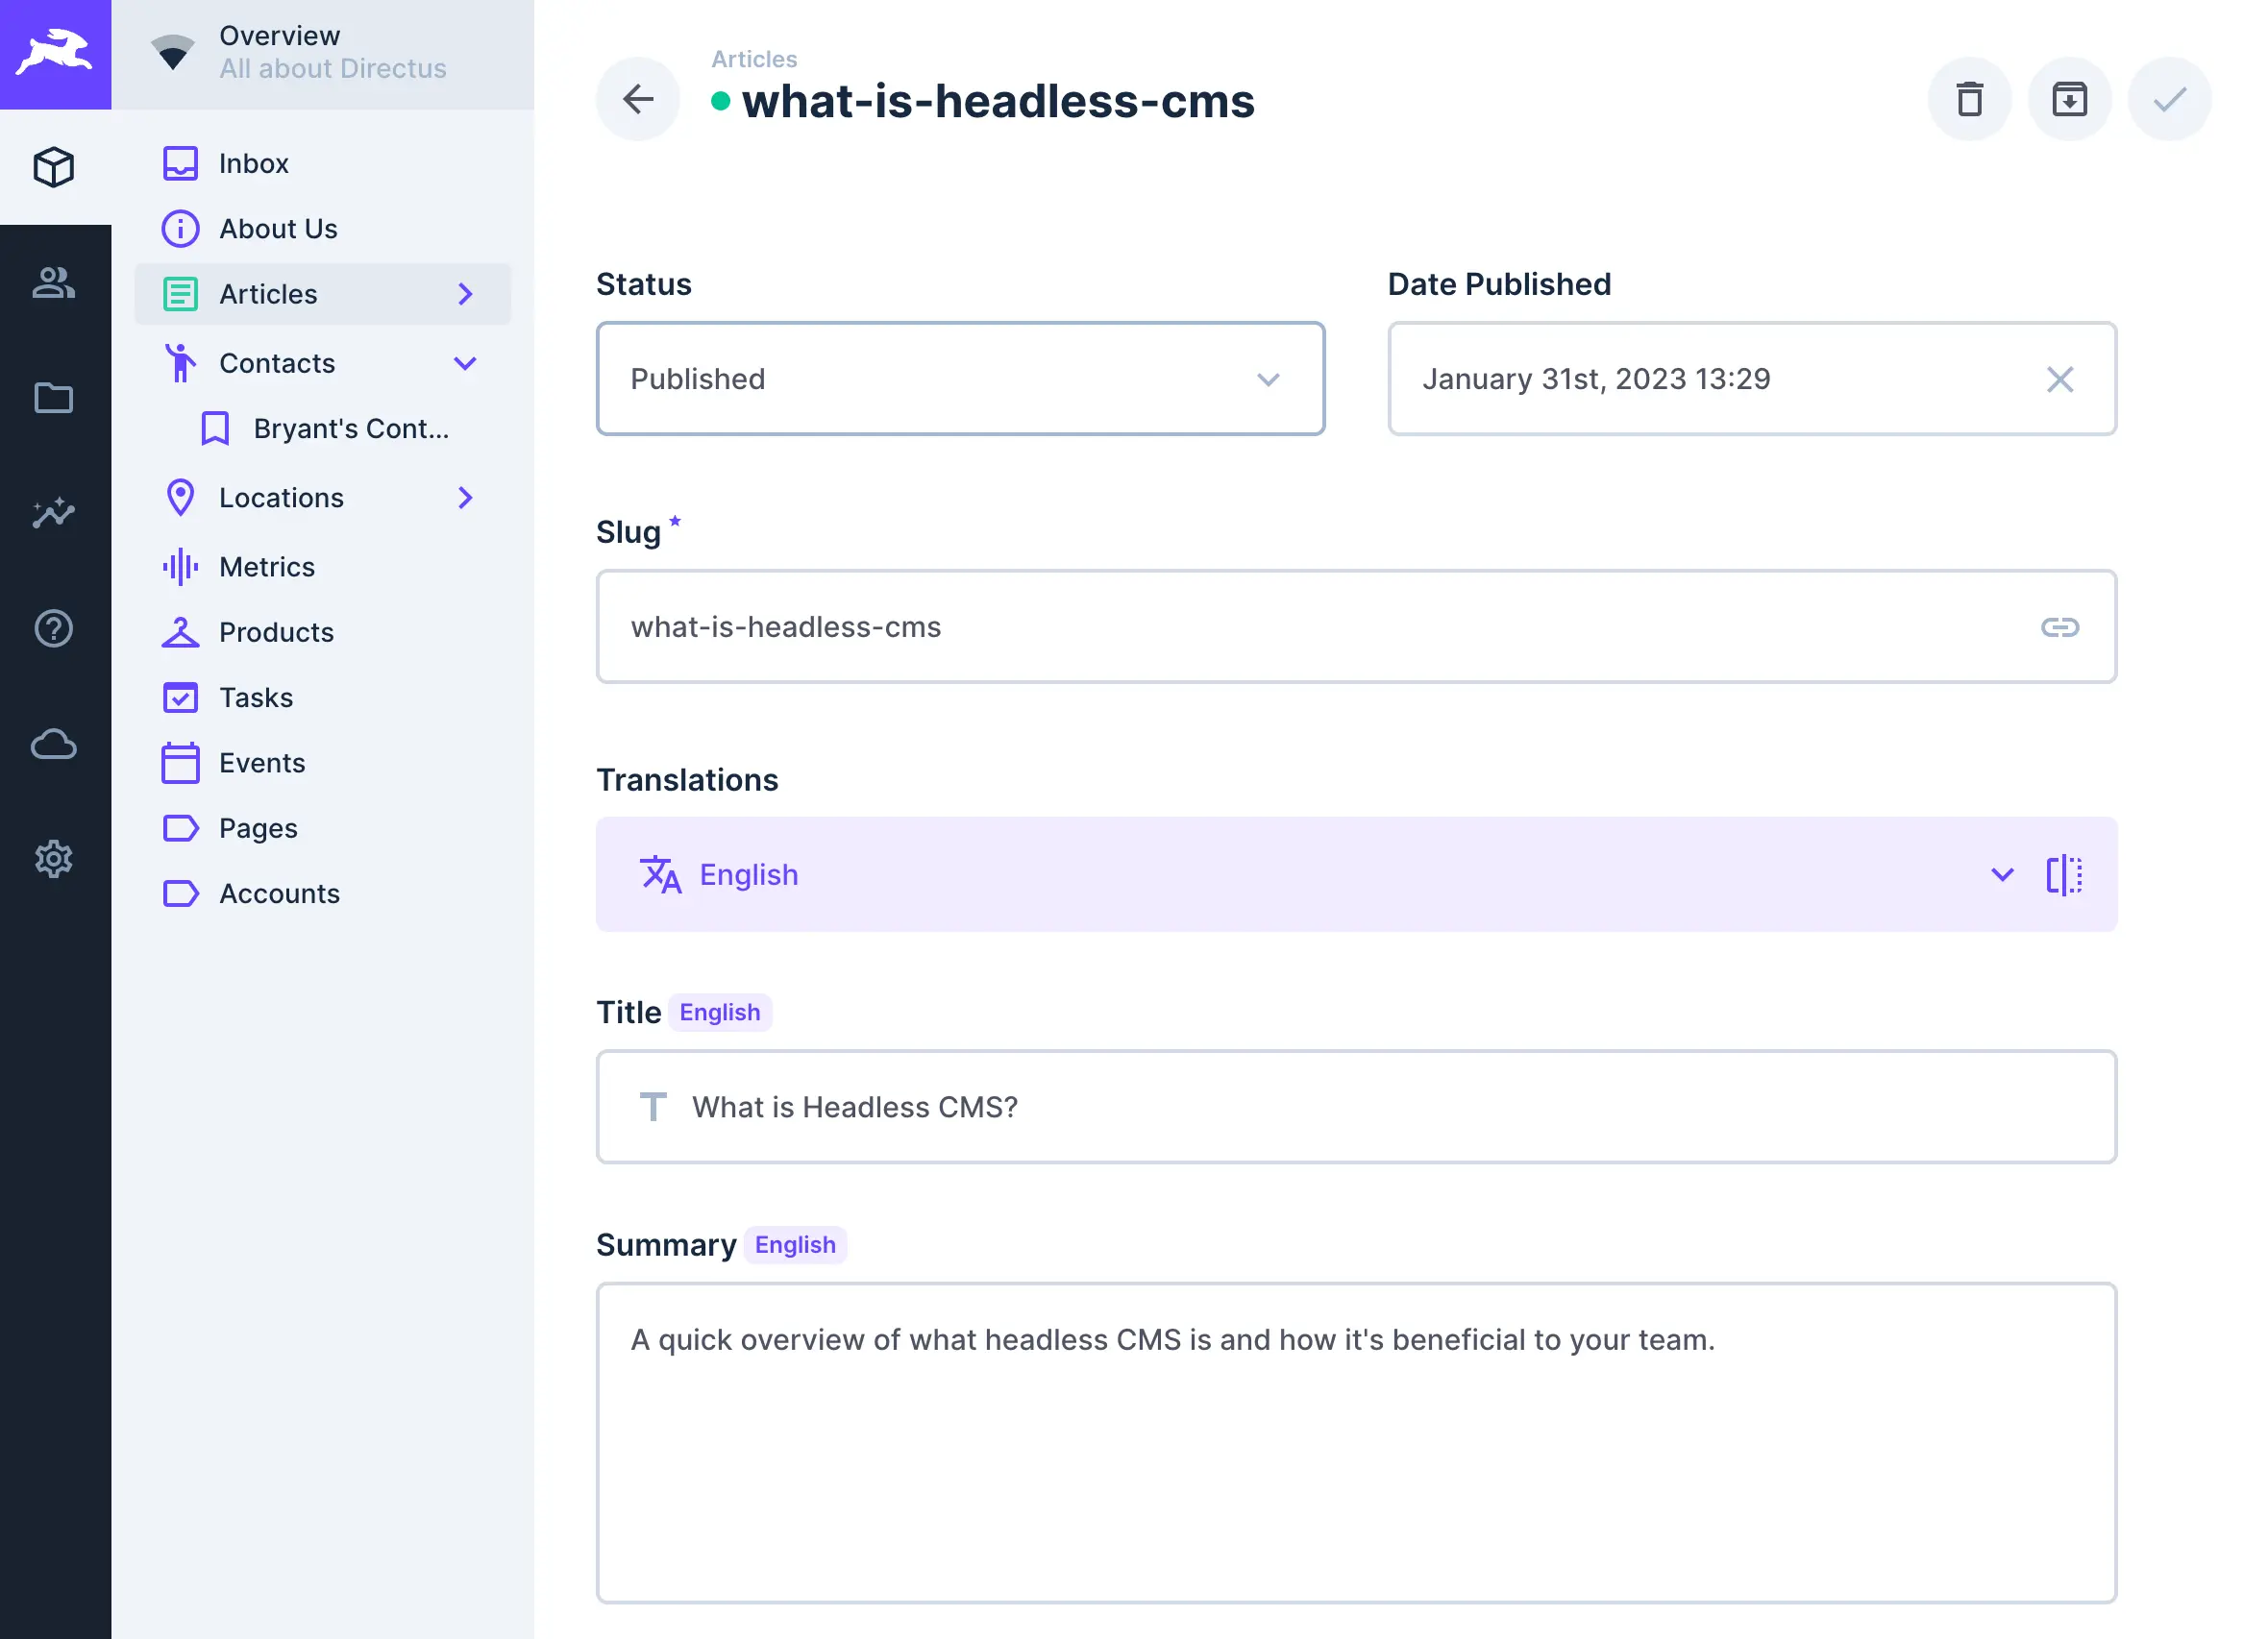 Overview
All about Directus
Inbox
About Us
Articles
Contacts
Bryant's Cont...
Locations
Metrics
Products
Tasks
Events
Pages
Accounts
Articles
what-is-headless-cms
Status
Date Published
Published
January 31st, 2023 13:29
Slug *
what-is-headless-cms
Translations
English
Title English
What is Headless CMS?
Summary English
A quick overview of what headless CMS is and how it's beneficial to your team.